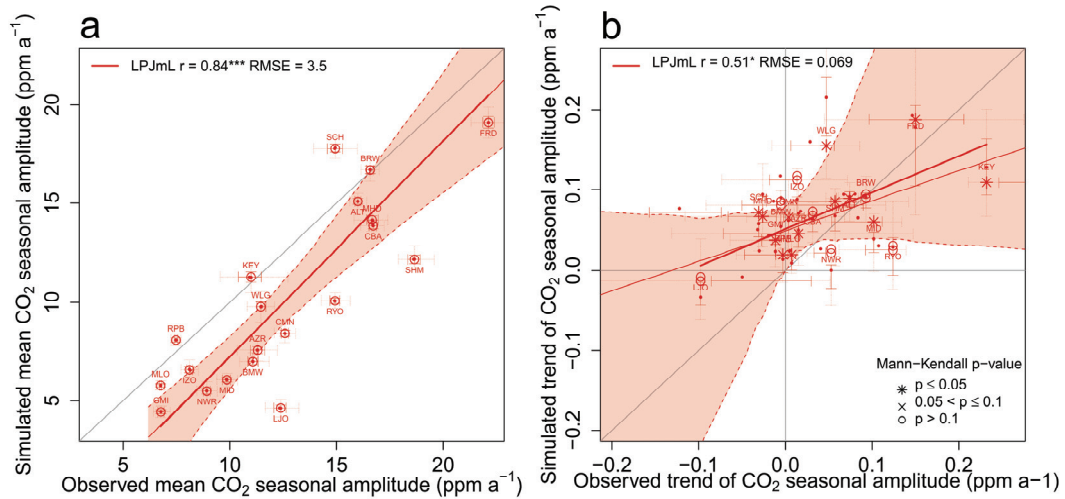 a
b
Simulated mean CO2 seasonal amplitude (ppm a−1)
LPJmL r = 0.84*** RMSE = 3.5
20
15
10
5
SCH
FRD
BRW
ALT
MHD
CBA
SHM
KEY
WLG
RYO
RPB
CMN
AZR
BMW
MLO
IZO
MID
NWR
GMI
LJO
5
10
15
20
Observed mean CO2 seasonal amplitude (ppm a−1)
Simulated trend of CO2 seasonal amplitude (ppm a−1)
LPJmL r = 0.51* RMSE = 0.069
0.2
0.1
0.0
−0.1
−0.2
WLG
FRD
IZO
KEY
BRW
SCH
GMI
MID
NWR
RYO
LJO
Mann−Kendall p−value
p ≤ 0.05
0.05 < p ≤ 0.1
p > 0.1
−0.2
−0.1
0.0
0.1
0.2
Observed trend of CO2 seasonal amplitude (ppm a−1)